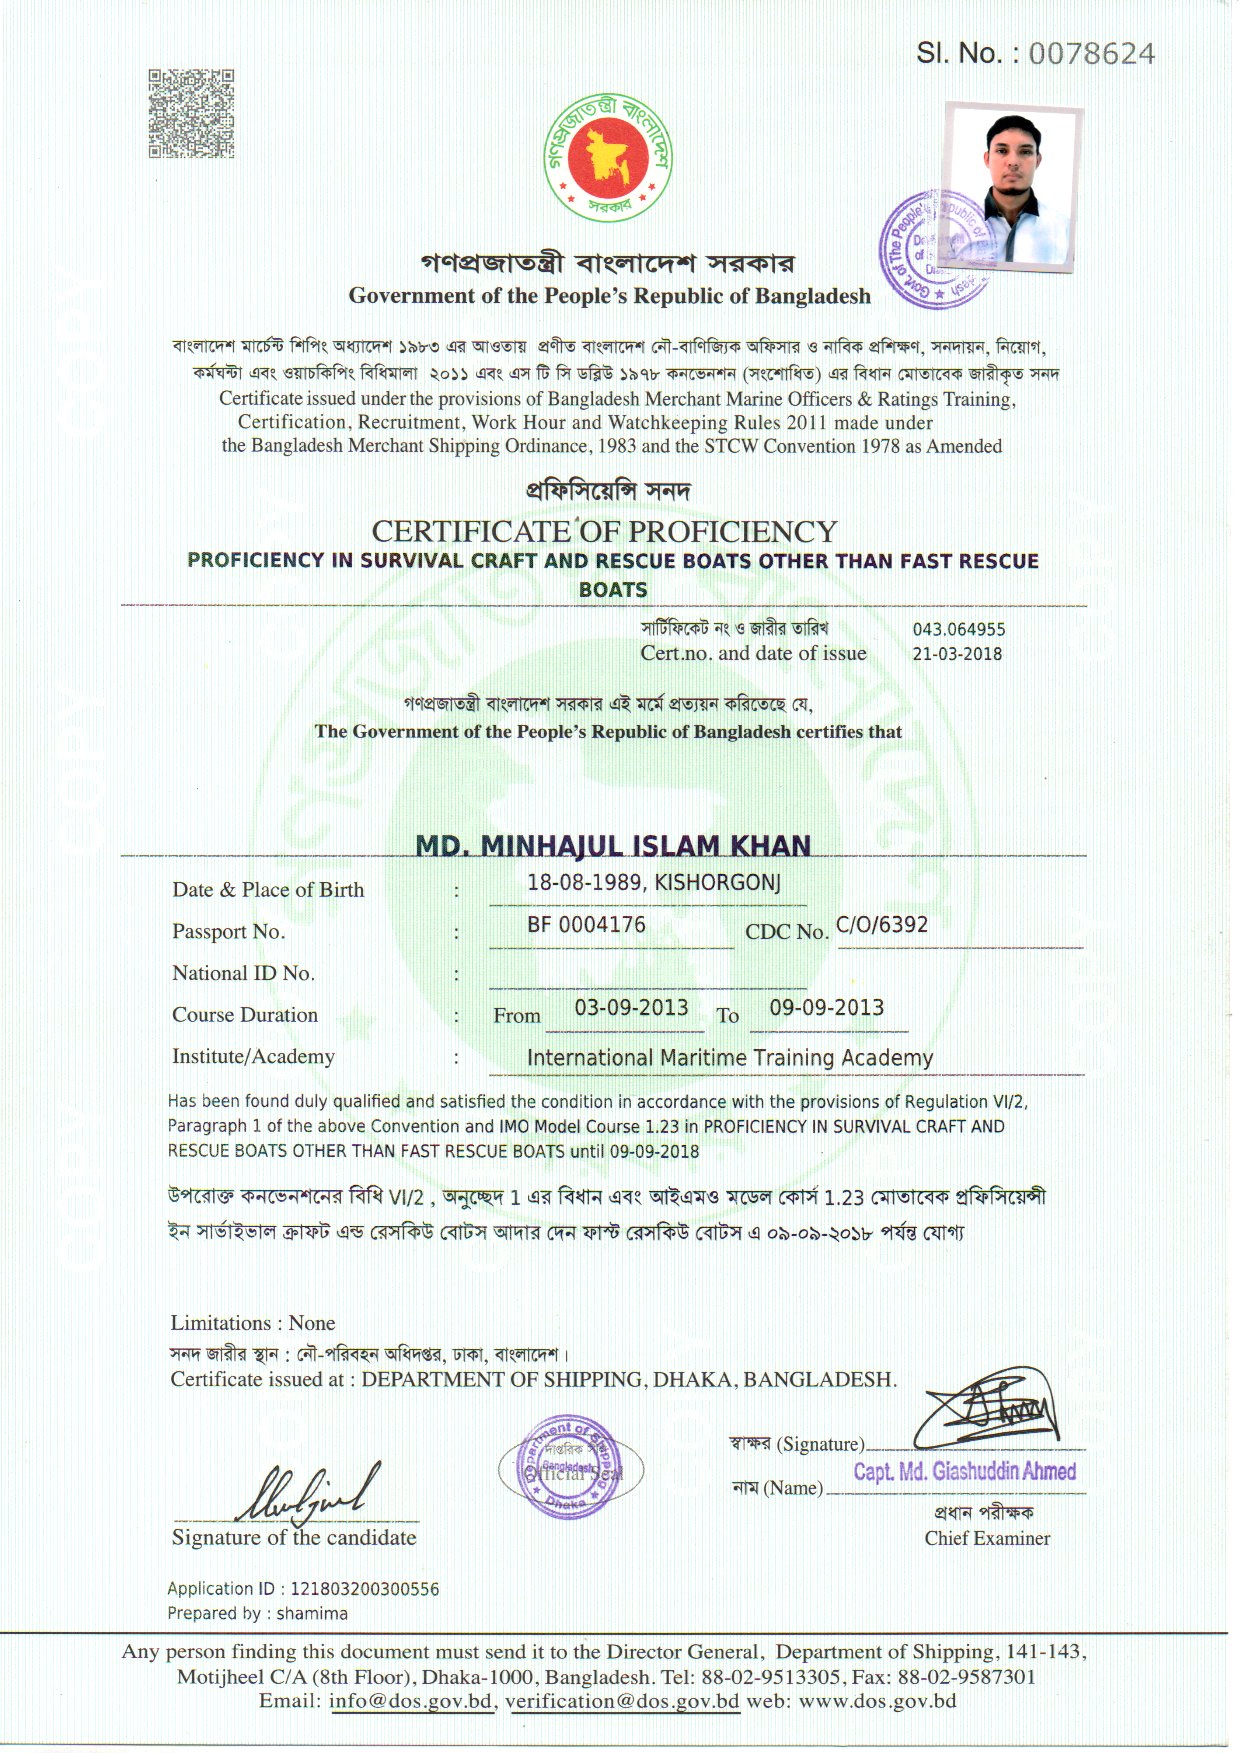 Sl. No. : 0078624
গণপ্রজাতন্ত্রী বাংলাদেশ
সরকার
গণপ্রজাতন্ত্রী বাংলাদেশ সরকার
Government of the People's Republic of Bangladesh
বাংলাদেশ মার্চেন্ট শিপিং অধ্যাদেশ ১৯৮৩ এর আওতায় প্রণীত বাংলাদেশ নৌ-বাণিজ্যিক অফিসার ও নাবিক প্রশিক্ষণ, সনদায়ন, নিয়োগ,
কর্মঘন্টা এবং ওয়াচকিপিং বিধিমালা ২০১১ এবং এস টি সি ডব্লিউ ১৯৭৮ কনভেনশন (সংশোধিত) এর বিধান মোতাবেক জারীকৃত সনদ
Certificate issued under the provisions of Bangladesh Merchant Marine Officers & Ratings Training,
Certification, Recruitment, Work Hour and Watchkeeping Rules 2011 made under
the Bangladesh Merchant Shipping Ordinance, 1983 and the STCW Convention 1978 as Amended
প্রফিসিয়েন্সি সনদ
CERTIFICATE OF PROFICIENCY
PROFICIENCY IN SURVIVAL CRAFT AND RESCUE BOATS OTHER THAN FAST RESCUE
BOATS
সার্টিফিকেট নং ও জারীর তারিখ 043.064955
Cert.no. and date of issue 21-03-2018
গণপ্রজাতন্ত্রী বাংলাদেশ সরকার এই মর্মে প্রত্যয়ন করিতেছে যে,
The Government of the People's Republic of Bangladesh certifies that
MD. MINHAJUL ISLAM KHAN
Date & Place of Birth : 18-08-1989, KISHORGONJ
Passport No. : BF 0004176 CDC No. C/O/6392
National ID No. :
Course Duration : From 03-09-2013 To 09-09-2013
Institute/Academy : International Maritime Training Academy
Has been found duly qualified and satisfied the condition in accordance with the provisions of Regulation VI/2,
Paragraph 1 of the above Convention and IMO Model Course 1.23 in PROFICIENCY IN SURVIVAL CRAFT AND
RESCUE BOATS OTHER THAN FAST RESCUE BOATS until 09-09-2018
উপরোক্ত কনভেনশনের বিধি VI/2 , অনুচ্ছেদ 1 এর বিধান এবং আইএমও মডেল কোর্স 1.23 মোতাবেক প্রফিসিয়েন্সী
ইন সার্ভাইভাল ক্রাফট এন্ড রেসকিউ বোটস আদার দেন ফাস্ট রেসকিউ বোটস এ ০৯-০৯-২০১৮ পর্যন্ত যোগ্য
Limitations : None
সনদ জারীর স্থান : নৌ-পরিবহন অধিদপ্তর, ঢাকা, বাংলাদেশ।
Certificate issued at : DEPARTMENT OF SHIPPING, DHAKA, BANGLADESH.
Department of Shipping
Bangladesh
Official Seal
Dhaka
স্বাক্ষর (Signature)
Capt. Md. Giashuddin Ahmed
নাম (Name)
প্রধান পরীক্ষক
Chief Examiner
Signature of the candidate
Application ID : 121803200300556
Prepared by : shamima
Any person finding this document must send it to the Director General, Department of Shipping, 141-143,
Motijheel C/A (8th Floor), Dhaka-1000, Bangladesh. Tel: 88-02-9513305, Fax: 88-02-9587301
Email: info@dos.gov.bd, verification@dos.gov.bd web: www.dos.gov.bd